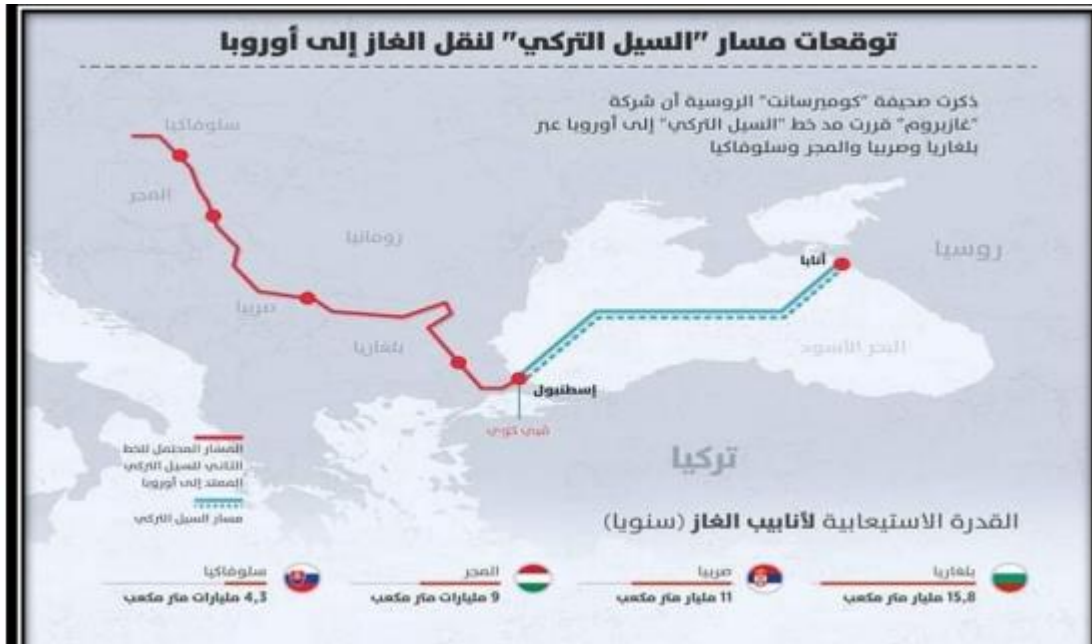 توقعات مسار "السيل التركي" لنقل الغاز إلى أوروبا
ذكرت صحيفة "كوميرسانت" الروسية أن شركة
"غازبروم" قررت مد خط "السيل التركي" إلى أوروبا عبر
بلغاريا وصربيا والمجر وسلوفاكيا
سلوفاكيا
المجر
رومانيا
روسيا
أنابا
صربيا
بلغاريا
البحر الأسود
إسطنبول
قيي كوي
تركيا
المسار المحتمل للخط
الثاني للسيل التركي
الممتد إلى أوروبا
مسار السيل التركي
القدرة الاستيعابية لأنابيب الغاز (سنويا)
بلغاريا
15,8 مليار متر مكعب
صربيا
11 مليار متر مكعب
المجر
9 مليارات متر مكعب
سلوفاكيا
4,3 مليارات متر مكعب